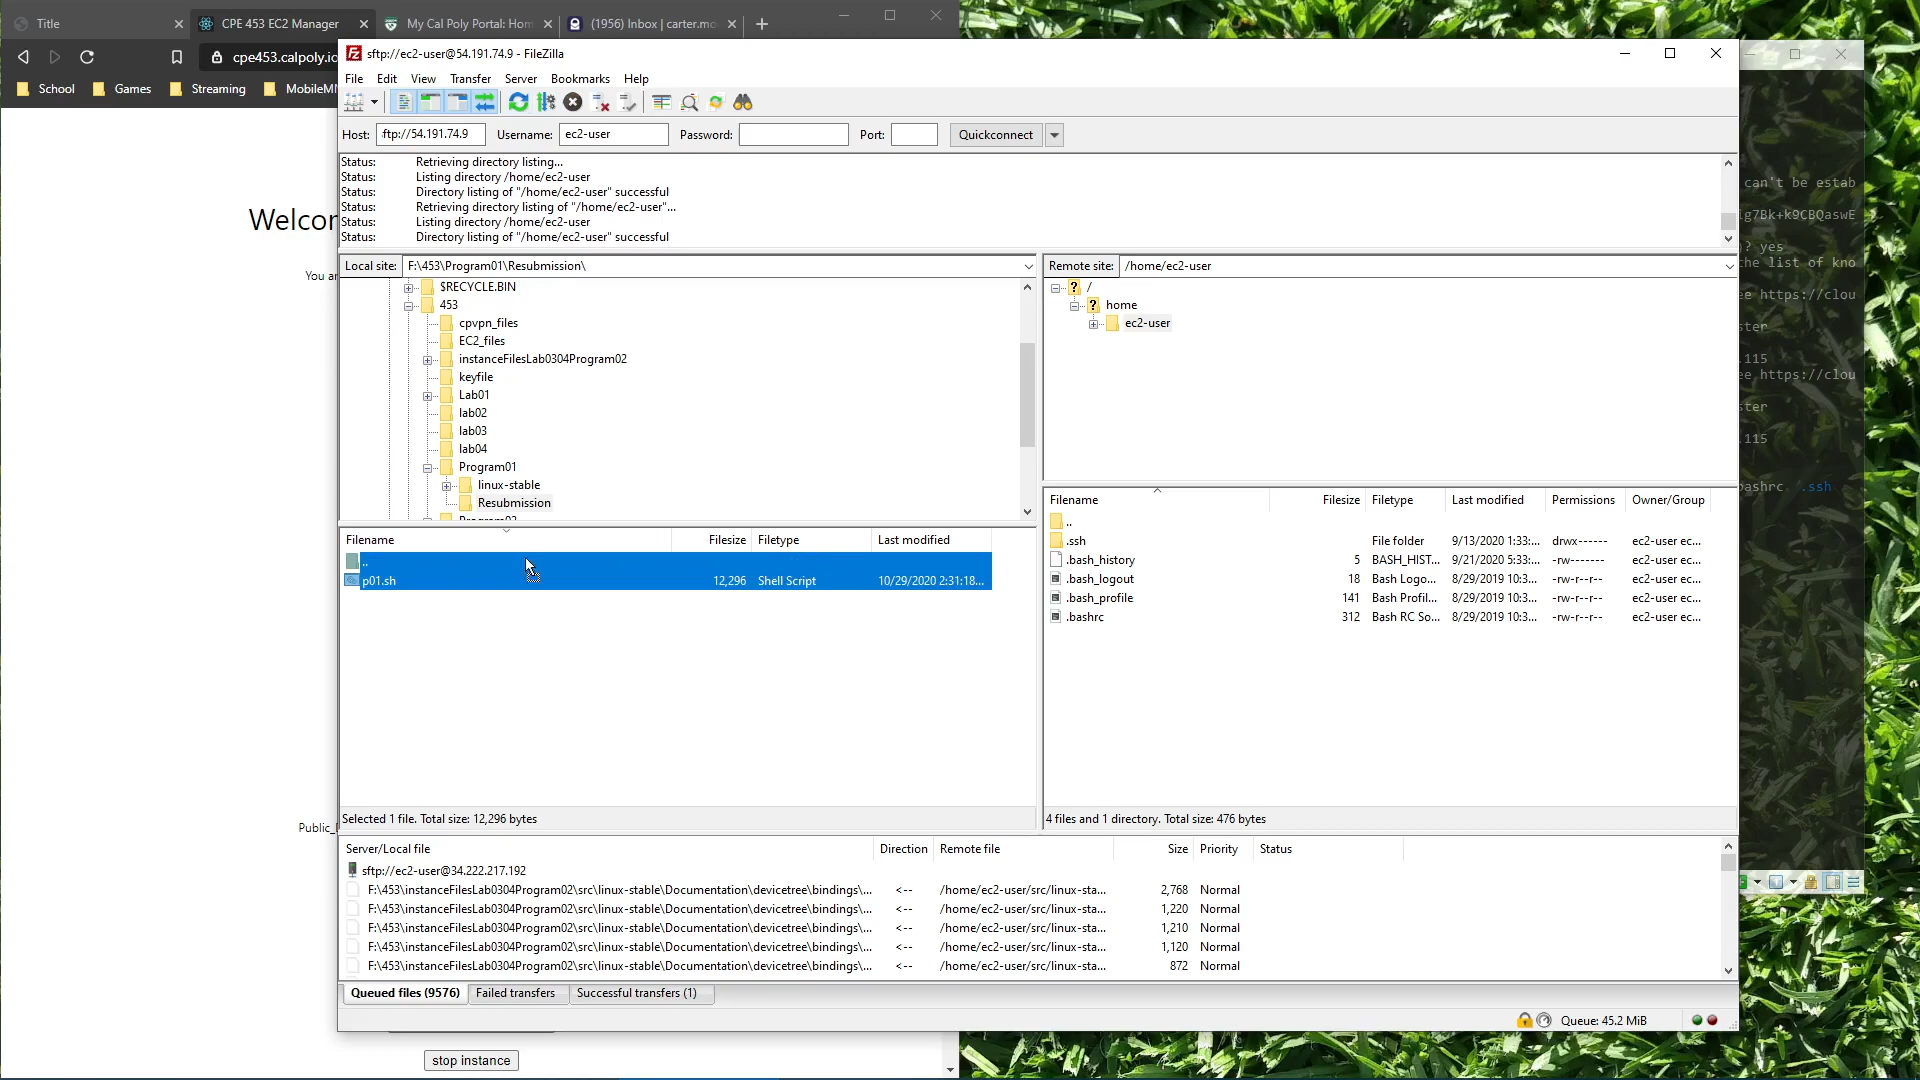 Title
CPE 453 EC2 Manager
My Cal Poly Portal: Hom
(1956) Inbox | carter.mo
cpe453.calpoly.io
School
Games
Streaming
MobileMN
Welcom
You ar
Public_
stop instance
sftp://ec2-user@54.191.74.9 - FileZilla
File Edit View Transfer Server Bookmarks Help
Host: ftp://54.191.74.9 Username: ec2-user Password: Port: Quickconnect
Status: Retrieving directory listing...
Status: Listing directory /home/ec2-user
Status: Directory listing of "/home/ec2-user" successful
Status: Retrieving directory listing of "/home/ec2-user"...
Status: Listing directory /home/ec2-user
Status: Directory listing of "/home/ec2-user" successful
Local site: F:\453\Program01\Resubmission\
$RECYCLE.BIN
453
cpvpn_files
EC2_files
instanceFilesLab0304Program02
keyfile
Lab01
lab02
lab03
lab04
Program01
linux-stable
Resubmission
Program02
Filename Filesize Filetype Last modified
..
p01.sh 12,296 Shell Script 10/29/2020 2:31:18...
Selected 1 file. Total size: 12,296 bytes
Remote site: /home/ec2-user
/
home
ec2-user
Filename Filesize Filetype Last modified Permissions Owner/Group
..
.ssh File folder 9/13/2020 1:33:... drwx------ ec2-user ec...
.bash_history 5 BASH_HIST... 9/21/2020 5:33:... -rw------- ec2-user ec...
.bash_logout 18 Bash Logo... 8/29/2019 10:3... -rw-r--r-- ec2-user ec...
.bash_profile 141 Bash Profil... 8/29/2019 10:3... -rw-r--r-- ec2-user ec...
.bashrc 312 Bash RC So... 8/29/2019 10:3... -rw-r--r-- ec2-user ec...
4 files and 1 directory. Total size: 476 bytes
Server/Local file Direction Remote file Size Priority Status
sftp://ec2-user@34.222.217.192
F:\453\instanceFilesLab0304Program02\src\linux-stable\Documentation\devicetree\bindings\... <-- /home/ec2-user/src/linux-sta... 2,768 Normal
F:\453\instanceFilesLab0304Program02\src\linux-stable\Documentation\devicetree\bindings\... <-- /home/ec2-user/src/linux-sta... 1,220 Normal
F:\453\instanceFilesLab0304Program02\src\linux-stable\Documentation\devicetree\bindings\... <-- /home/ec2-user/src/linux-sta... 1,210 Normal
F:\453\instanceFilesLab0304Program02\src\linux-stable\Documentation\devicetree\bindings\... <-- /home/ec2-user/src/linux-sta... 1,120 Normal
F:\453\instanceFilesLab0304Program02\src\linux-stable\Documentation\devicetree\bindings\... <-- /home/ec2-user/src/linux-sta... 872 Normal
Queued files (9576) Failed transfers Successful transfers (1)
Queue: 45.2 MiB
can't be estab
lg7Bk+k9CBQaswE
)? yes
the list of kno
ee https://clou
ster
.115
ee https://clou
ster
.115
bashrc .ssh